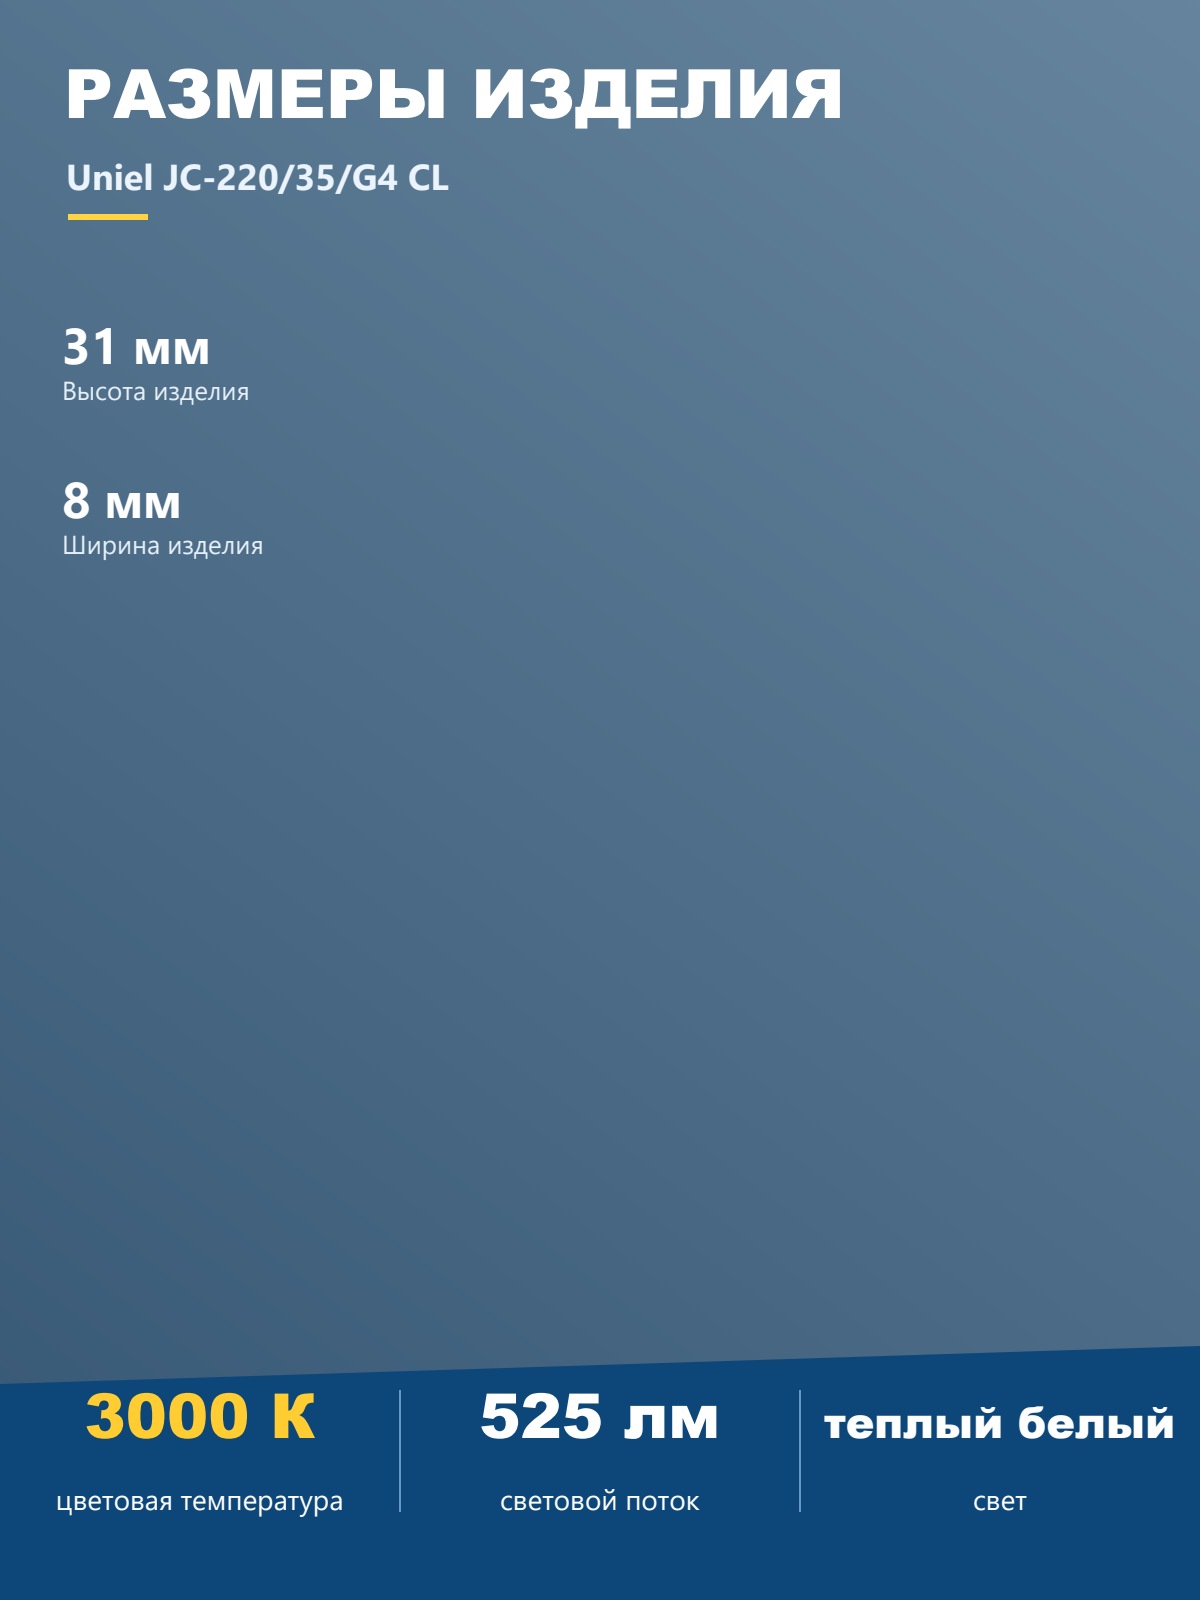 РАЗМЕРЫ ИЗДЕЛИЯ
Uniel JC-220/35/G4 CL
31 мм
Высота изделия
8 мм
Ширина изделия
3000 К
цветовая температура
525 лм
световой поток
теплый белый
свет